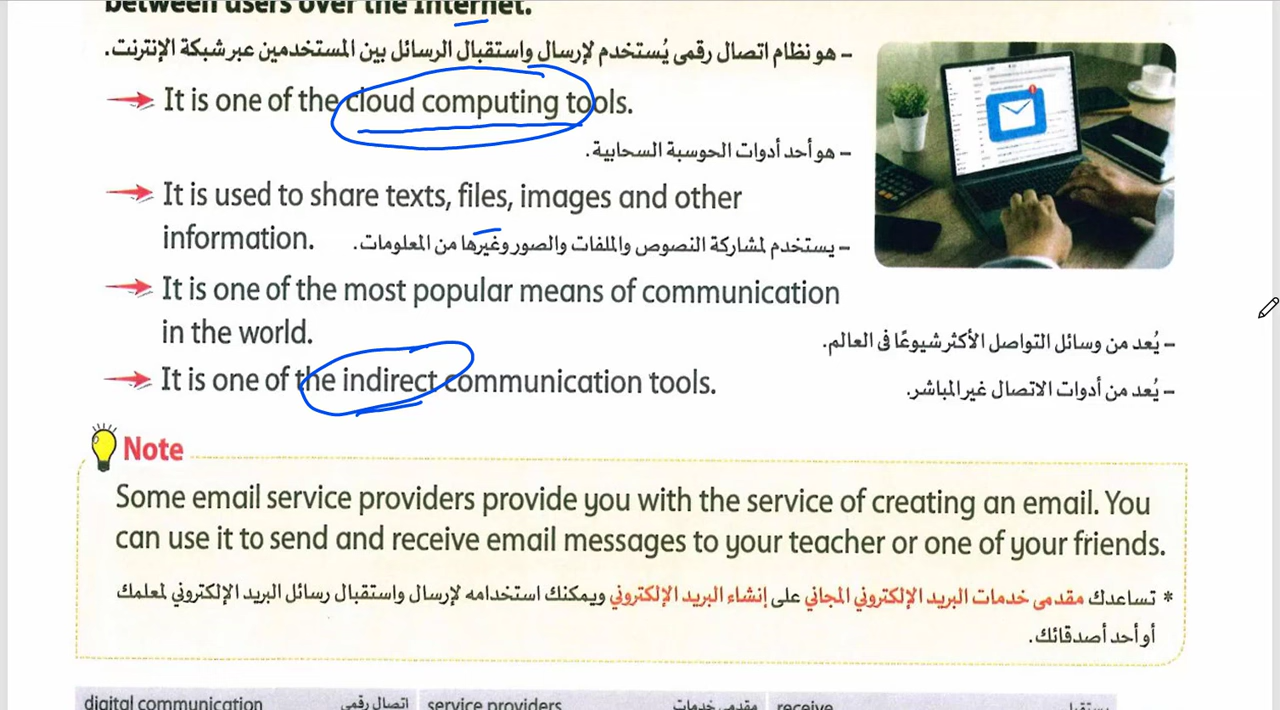 between users over the Internet.
– هو نظام اتصال رقمى يُستخدم لإرسال واستقبال الرسائل بين المستخدمين عبر شبكة الإنترنت.
It is one of the cloud computing tools.
– هو أحد أدوات الحوسبة السحابية.
It is used to share texts, files, images and other
information.
– يستخدم لمشاركة النصوص والملفات والصور وغيرها من المعلومات.
It is one of the most popular means of communication
in the world.
– يُعد من وسائل التواصل الأكثر شيوعًا فى العالم.
It is one of the indirect communication tools.
– يُعد من أدوات الاتصال غير المباشر.
Note
Some email service providers provide you with the service of creating an email. You
can use it to send and receive email messages to your teacher or one of your friends.
* تساعدك مقدمى خدمات البريد الإلكتروني المجاني على إنشاء البريد الإلكتروني ويمكنك استخدامه لإرسال واستقبال رسائل البريد الإلكتروني لمعلمك
أو أحد أصدقائك.
digital communication اتصال رقمى service providers مقدمى خدمات receive